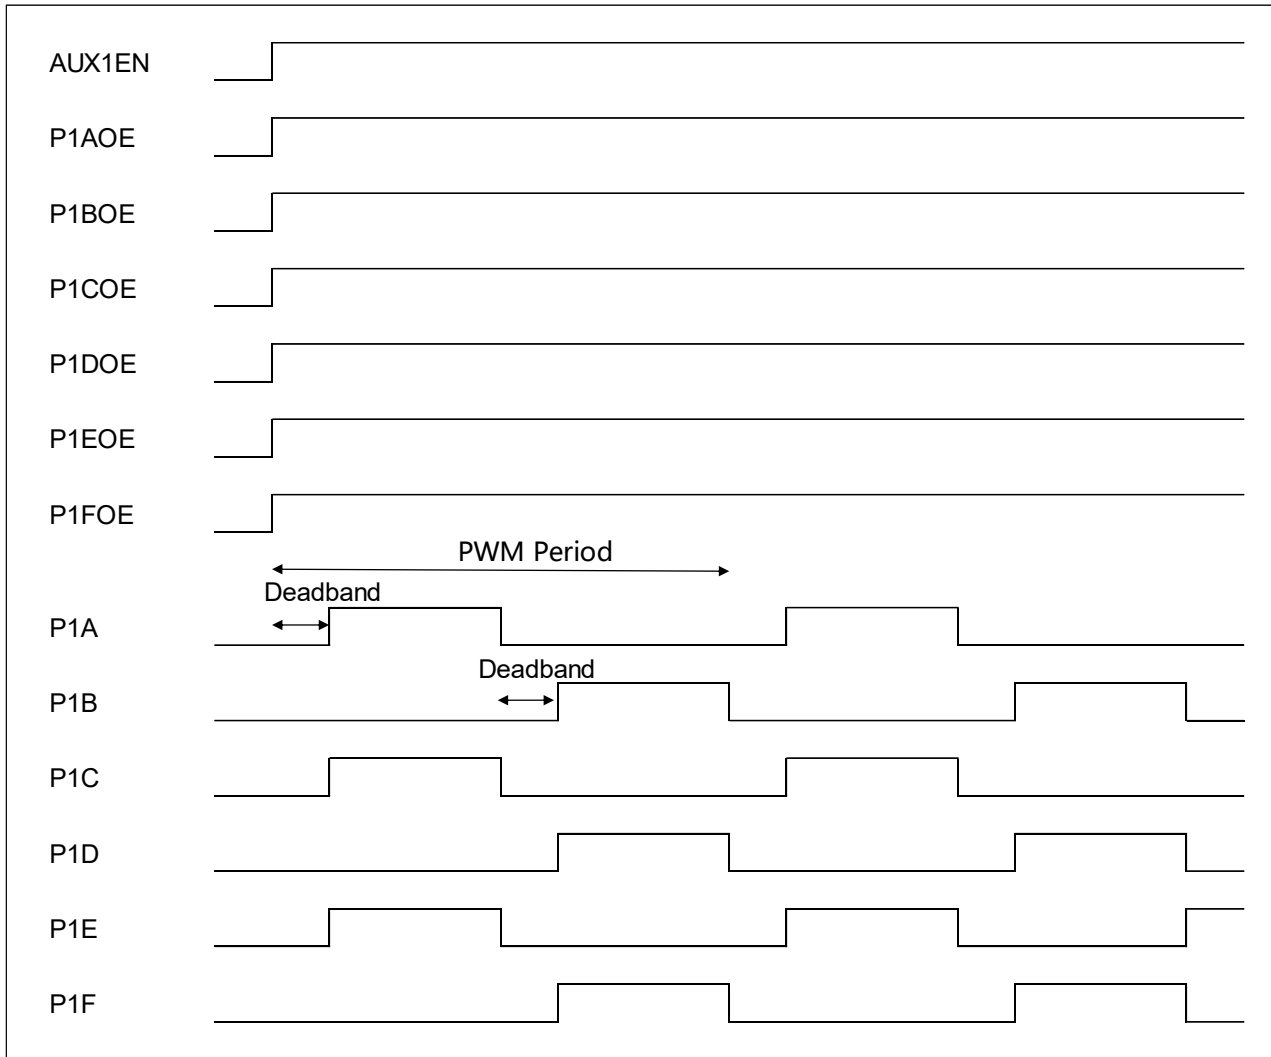 AUX1EN
P1AOE
P1BOE
P1COE
P1DOE
P1EOE
P1FOE
PWM Period
Deadband
P1A
Deadband
P1B
P1C
P1D
P1E
P1F